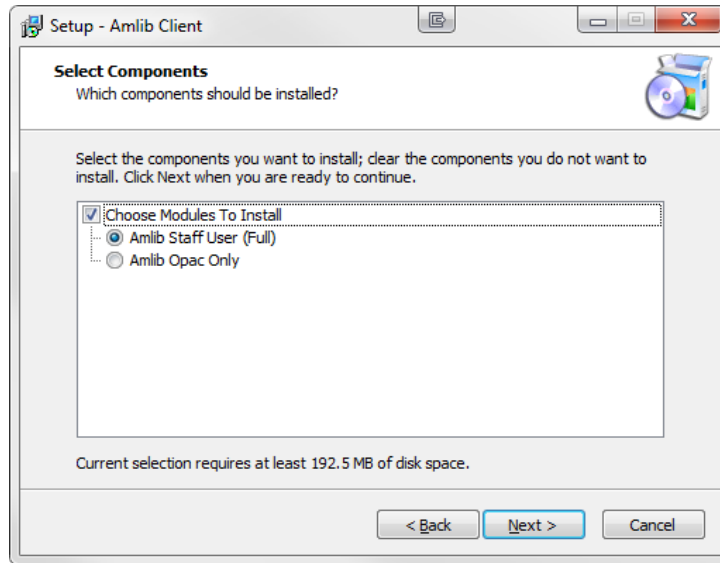 Setup - Amlib Client
Select Components
Which components should be installed?
Select the components you want to install; clear the components you do not want to
install. Click Next when you are ready to continue.
Choose Modules To Install
Amlib Staff User (Full)
Amlib Opac Only
Current selection requires at least 192.5 MB of disk space.
< Back Next > Cancel